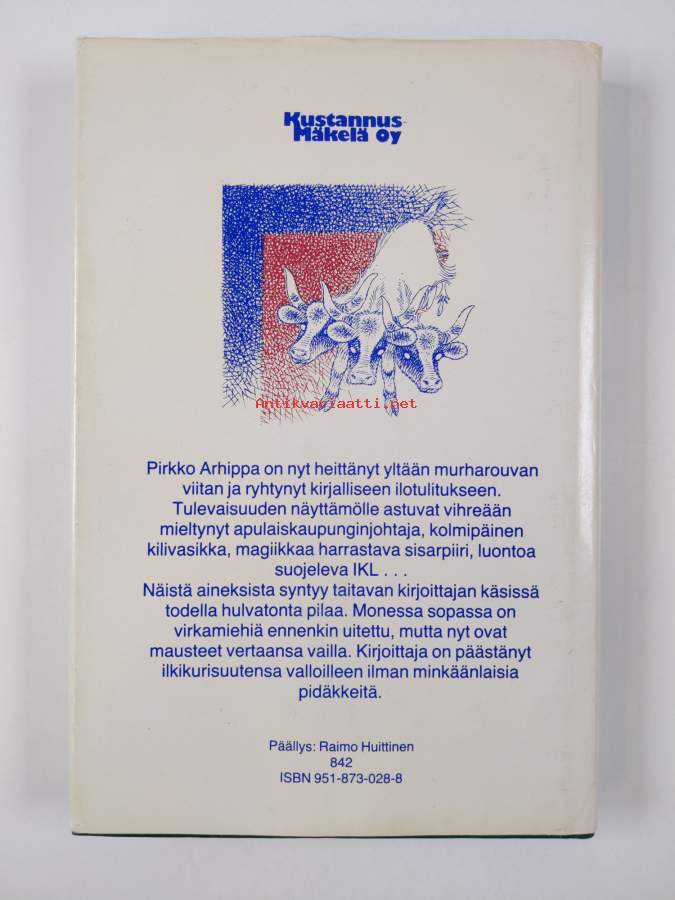 Kustannus-
Mäkelä Oy
Antikvariaatti.net
Pirkko Arhippa on nyt heittänyt yltään murharouvan
viitan ja ryhtynyt kirjalliseen ilotulitukseen.
Tulevaisuuden näyttämölle astuvat vihreään
mieltynyt apulaiskaupunginjohtaja, kolmipäinen
kilivasikka, magiikkaa harrastava sisarpiiri, luontoa
suojeleva IKL . . .
Näistä aineksista syntyy taitavan kirjoittajan käsissä
todella hulvatonta pilaa. Monessa sopassa on
virkamiehiä ennenkin uitettu, mutta nyt ovat
mausteet vertaansa vailla. Kirjoittaja on päästänyt
ilkikurisuutensa valloilleen ilman minkäänlaisia
pidäkkeitä.
Päällys: Raimo Huittinen
842
ISBN 951-873-028-8